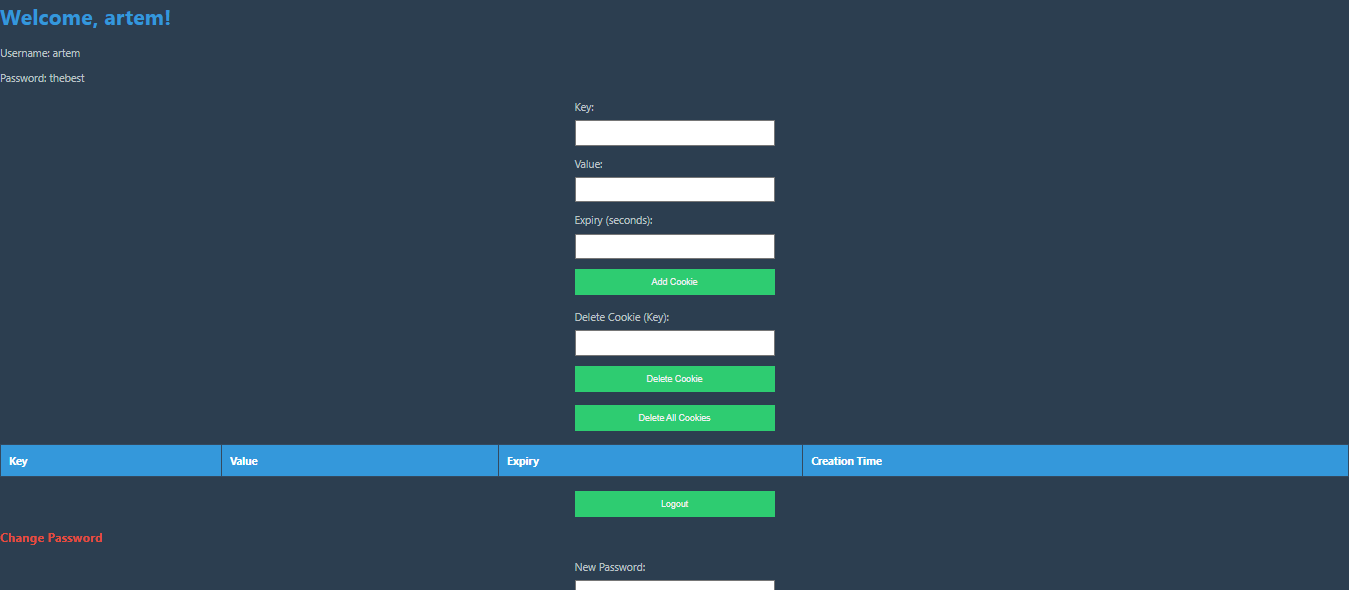 Welcome, artem!
Username: artem
Password: thebest
Key:
Value:
Expiry (seconds):
Add Cookie
Delete Cookie (Key):
Delete Cookie
Delete All Cookies
Key Value Expiry Creation Time
Logout
Change Password
New Password: